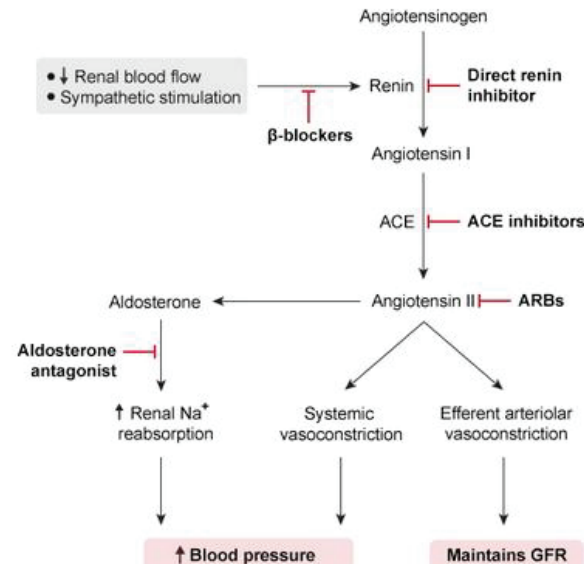 Angiotensinogen
● ↓ Renal blood flow
● Sympathetic stimulation
Renin
Direct renin
inhibitor
β-blockers
Angiotensin I
ACE
ACE inhibitors
Aldosterone
Angiotensin II
ARBs
Aldosterone
antagonist
↑ Renal Na⁺
reabsorption
Systemic
vasoconstriction
Efferent arteriolar
vasoconstriction
↑ Blood pressure
Maintains GFR